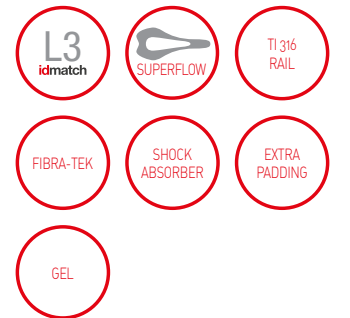 L3
idmatch
SUPERFLOW
TI 316
RAIL
FIBRA-TEK
SHOCK
ABSORBER
EXTRA
PADDING
GEL